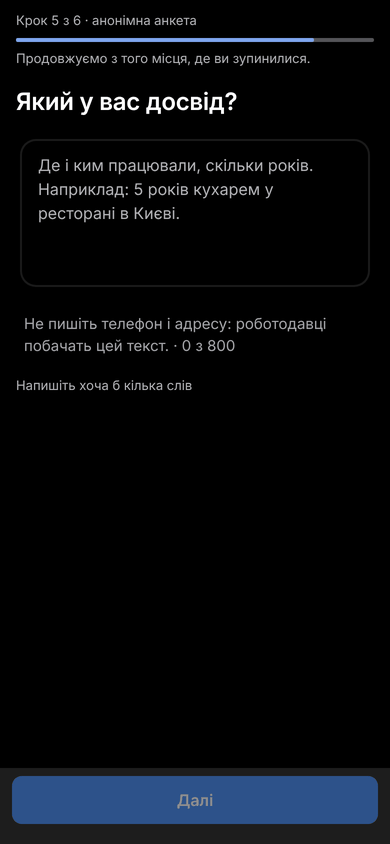 Крок 5 з 6 · анонімна анкета
Продовжуємо з того місця, де ви зупинилися.
Який у вас досвід?
Де і ким працювали, скільки років.
Наприклад: 5 років кухарем у
ресторані в Києві.
Не пишіть телефон і адресу: роботодавці
побачать цей текст. · 0 з 800
Напишіть хоча б кілька слів
Далі